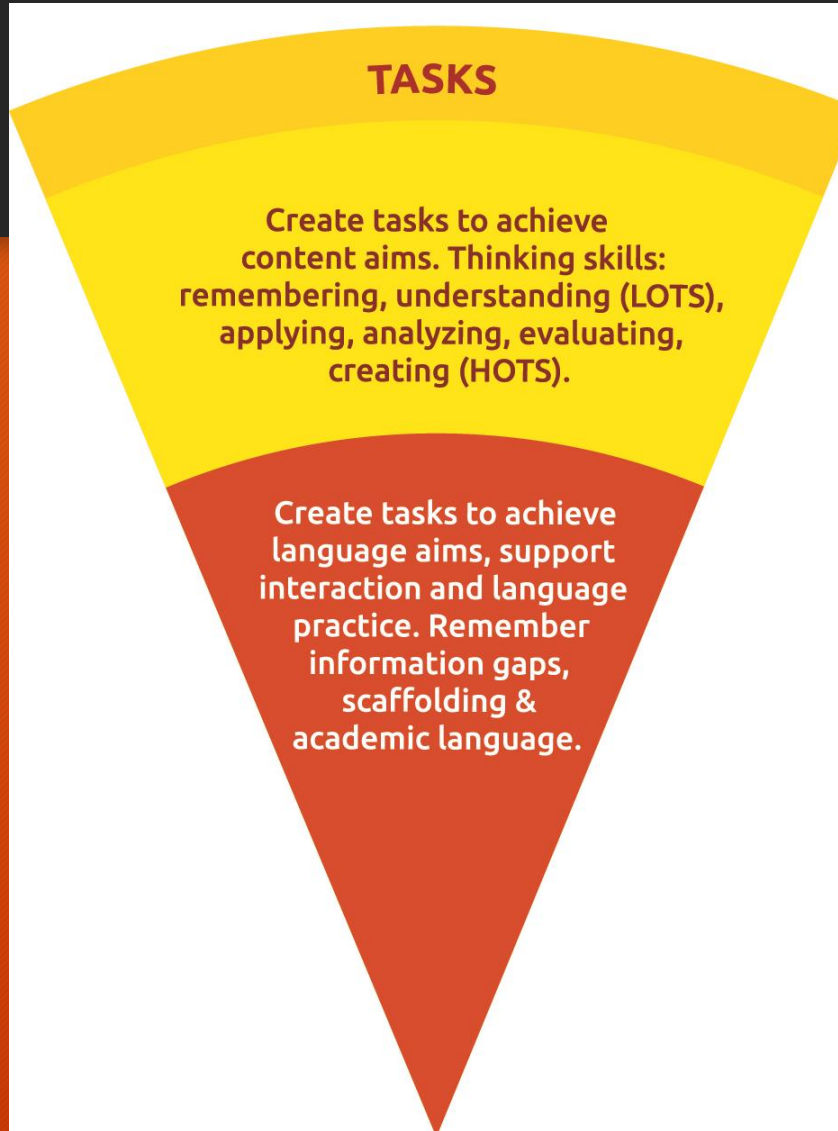 TASKS
Create tasks to achieve
content aims. Thinking skills:
remembering, understanding (LOTS),
applying, analyzing, evaluating,
creating (HOTS).
Create tasks to achieve
language aims, support
interaction and language
practice. Remember
information gaps,
scaffolding &
academic language.